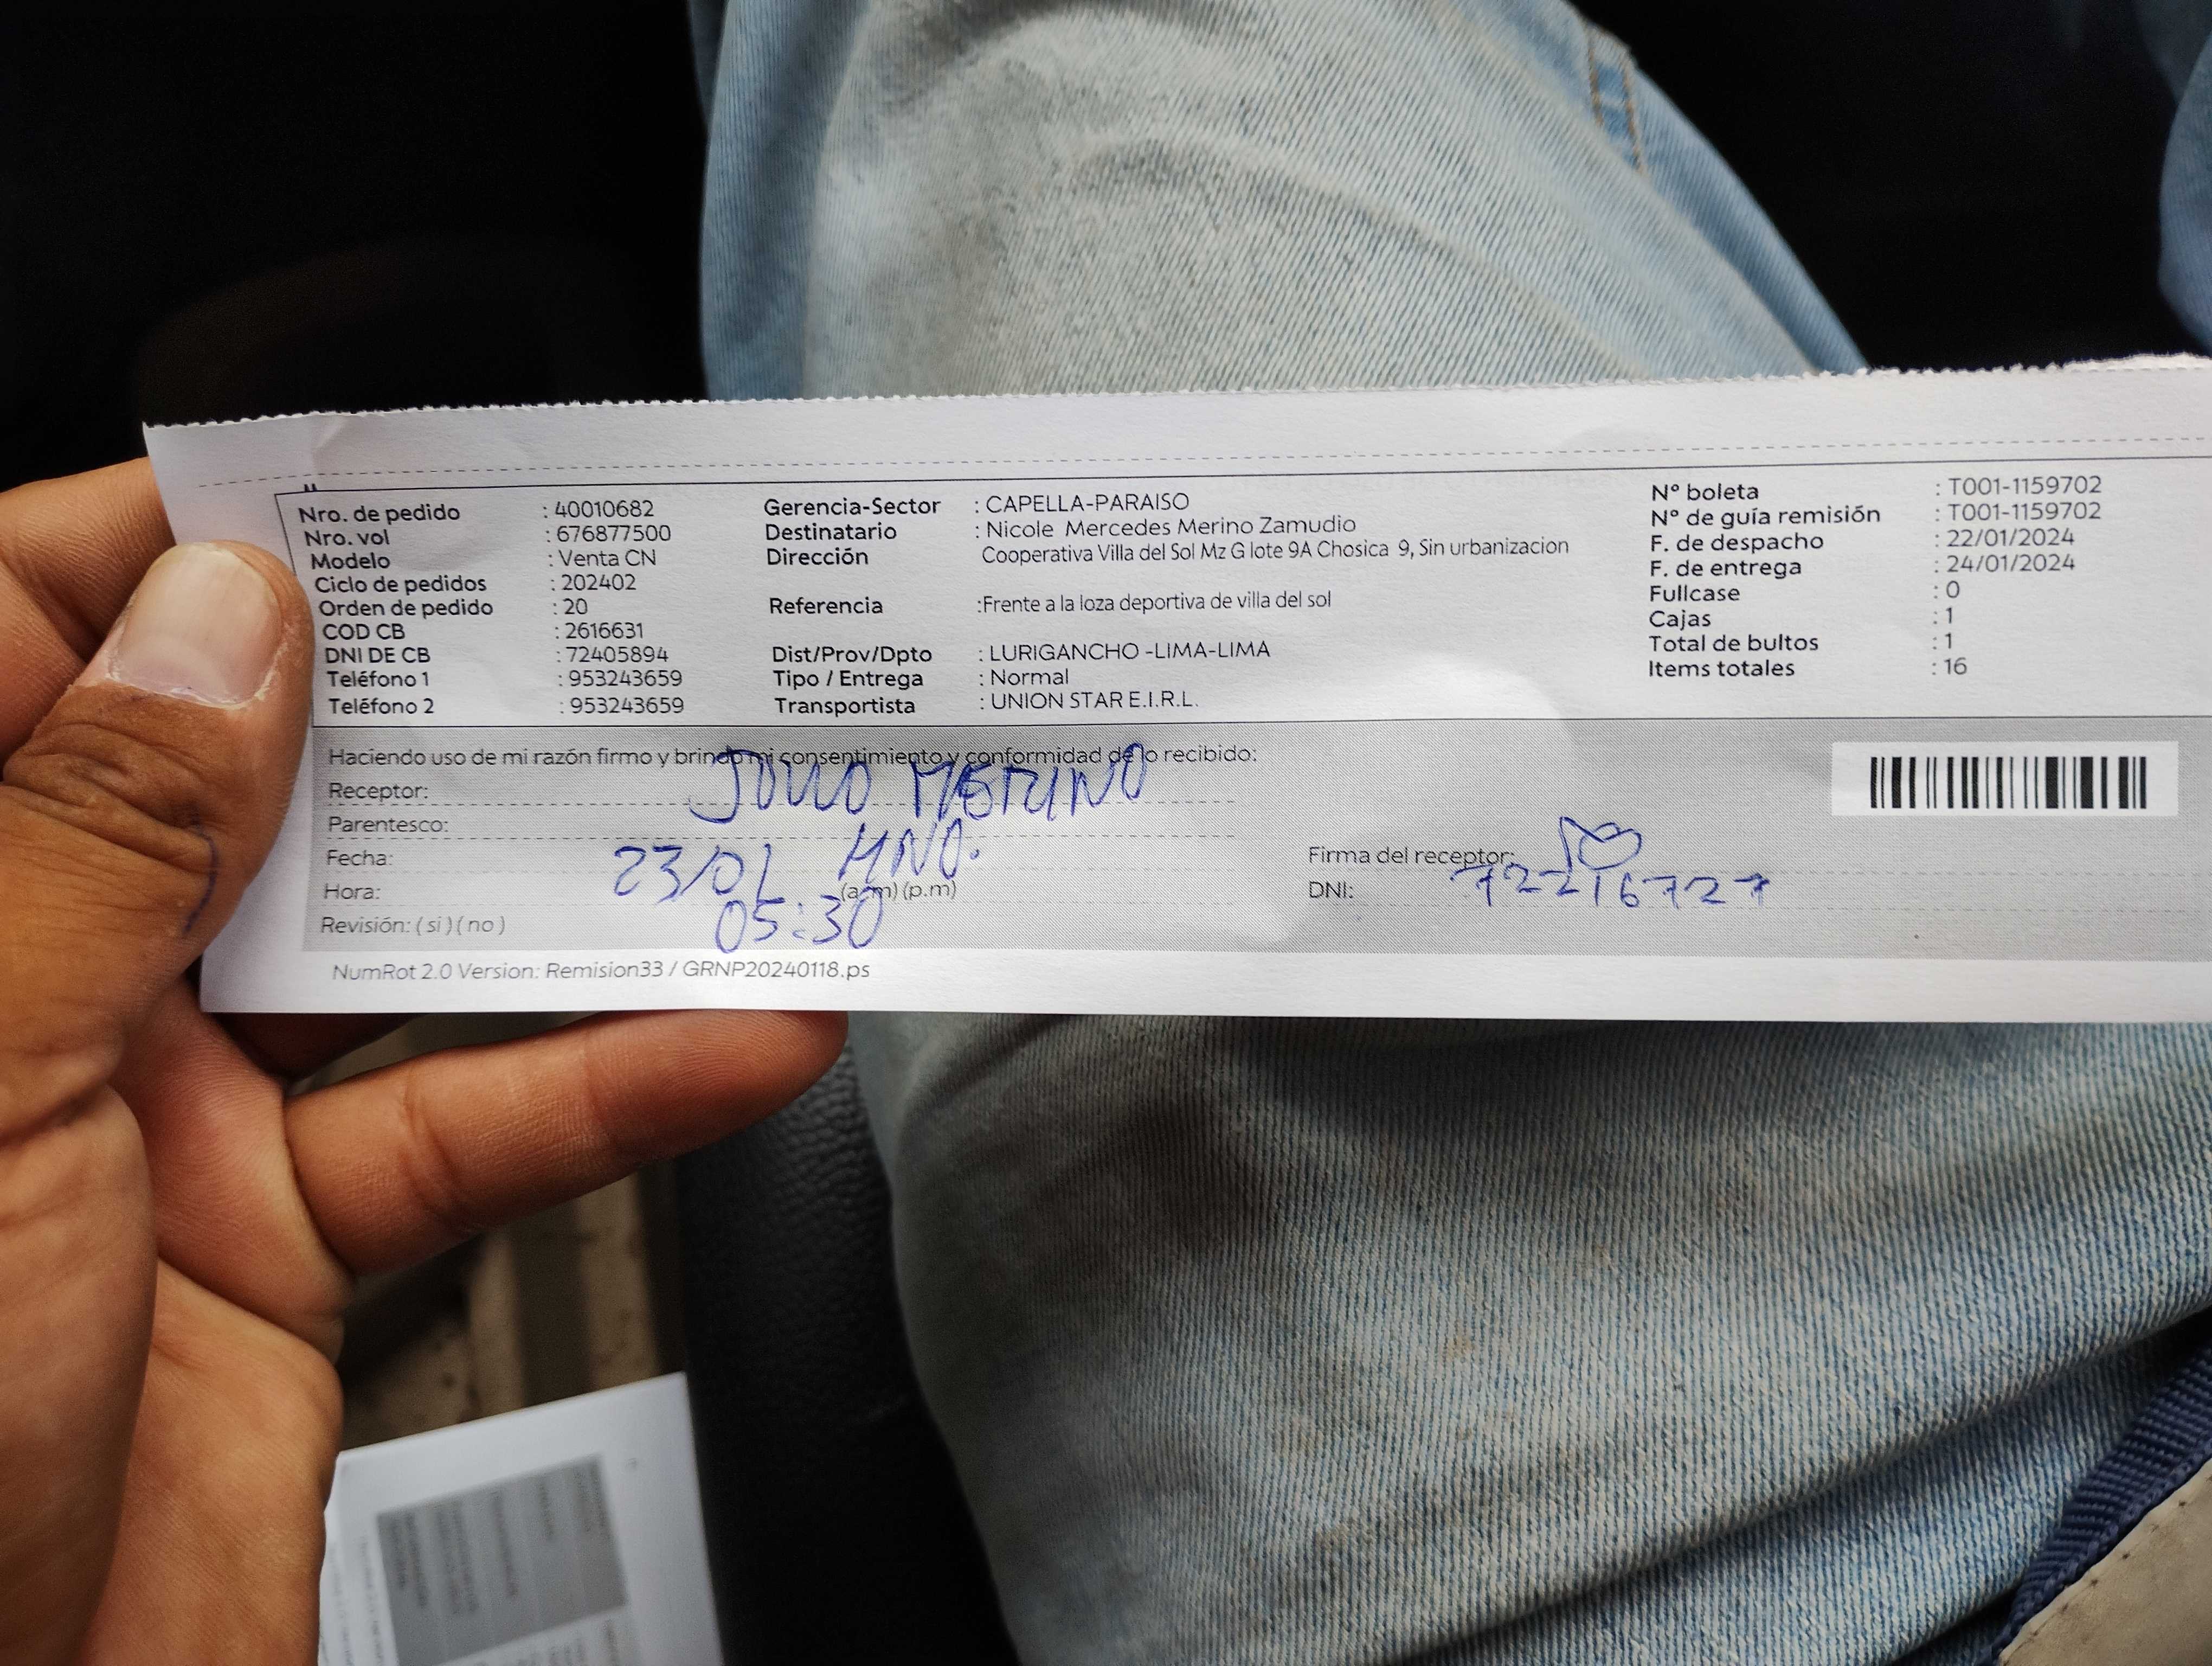 Nro. de pedido : 40010682
Nro. vol : 676877500
Modelo : Venta CN
Ciclo de pedidos : 202402
Orden de pedido : 20
COD CB : 2616631
DNI DE CB : 72405894
Teléfono 1 : 953243659
Teléfono 2 : 953243659
Gerencia-Sector : CAPELLA-PARAISO
Destinatario : Nicole Mercedes Merino Zamudio
Dirección Cooperativa Villa del Sol Mz G lote 9A Chosica 9, Sin urbanizacion
Referencia :Frente a la loza deportiva de villa del sol
Dist/Prov/Dpto : LURIGANCHO -LIMA-LIMA
Tipo / Entrega : Normal
Transportista : UNION STAR E.I.R.L.
Nº boleta : T001-1159702
Nº de guía remisión : T001-1159702
F. de despacho : 22/01/2024
F. de entrega : 24/01/2024
Fullcase : 0
Cajas : 1
Total de bultos : 1
Items totales : 16
Haciendo uso de mi razón firmo y brindo mi consentimiento y conformidad de lo recibido:
Receptor: MERINO
Parentesco: HNO.
Fecha: 23/01
Hora: 05:30 (a.m) (p.m)
Revisión: ( si ) ( no )
Firma del receptor:
DNI: 72216727
NumRot 2.0 Version: Remision33 / GRNP20240118.ps